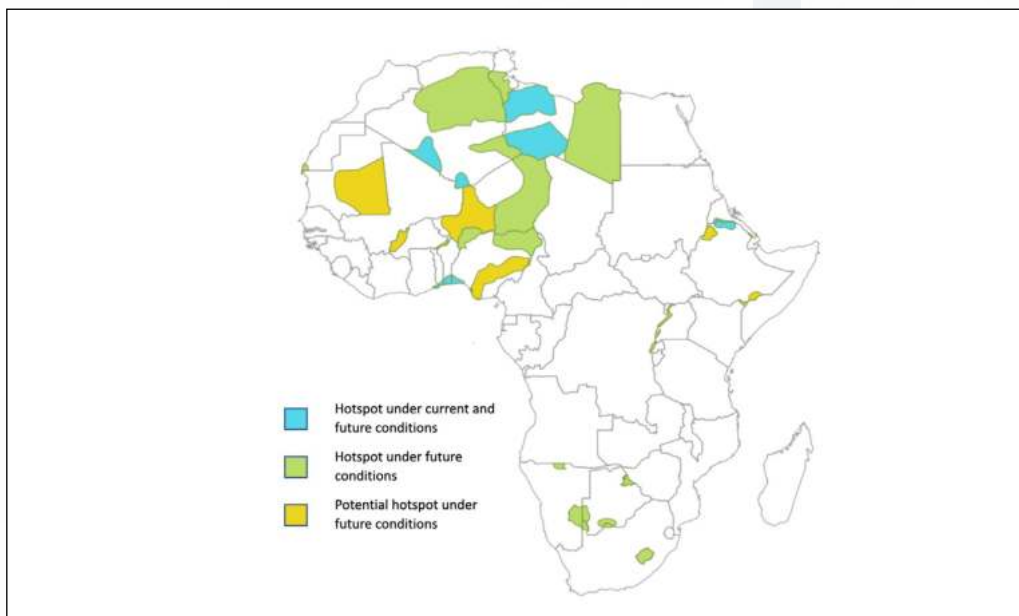 Hotspot under current and
future conditions
Hotspot under future
conditions
Potential hotspot under
future conditions